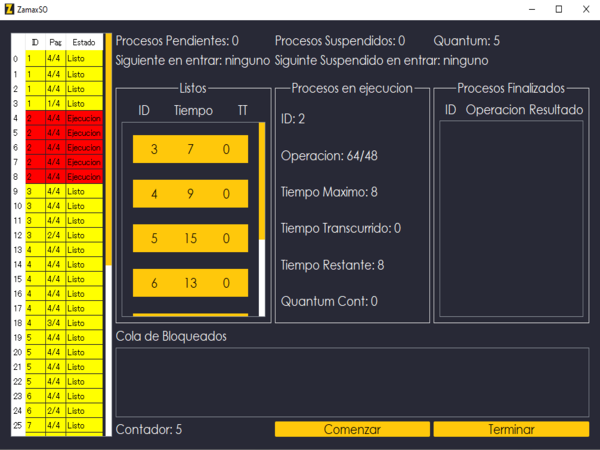 ZamaxSO
ID Pag Estado
0 1 4/4 Listo
1 1 4/4 Listo
2 1 4/4 Listo
3 1 1/4 Listo
4 2 4/4 Ejecucion
5 2 4/4 Ejecucion
6 2 4/4 Ejecucion
7 2 4/4 Ejecucion
8 2 4/4 Ejecucion
9 3 4/4 Listo
10 3 4/4 Listo
11 3 4/4 Listo
12 3 2/4 Listo
13 4 4/4 Listo
14 4 4/4 Listo
15 4 4/4 Listo
16 4 4/4 Listo
17 4 4/4 Listo
18 4 3/4 Listo
19 5 4/4 Listo
20 5 4/4 Listo
21 5 4/4 Listo
22 5 4/4 Listo
23 6 4/4 Listo
24 6 2/4 Listo
25 7 4/4 Listo
Procesos Pendientes: 0 Procesos Suspendidos: 0 Quantum: 5
Siguiente en entrar: ninguno Siguinte Suspendido en entrar: ninguno
Listos
ID Tiempo TT
3 7 0
4 9 0
5 15 0
6 13 0
Procesos en ejecucion
ID: 2
Operacion: 64/48
Tiempo Maximo: 8
Tiempo Transcurrido: 0
Tiempo Restante: 8
Quantum Cont: 0
Procesos Finalizados
ID Operacion Resultado
Cola de Bloqueados
Contador: 5
Comenzar
Terminar